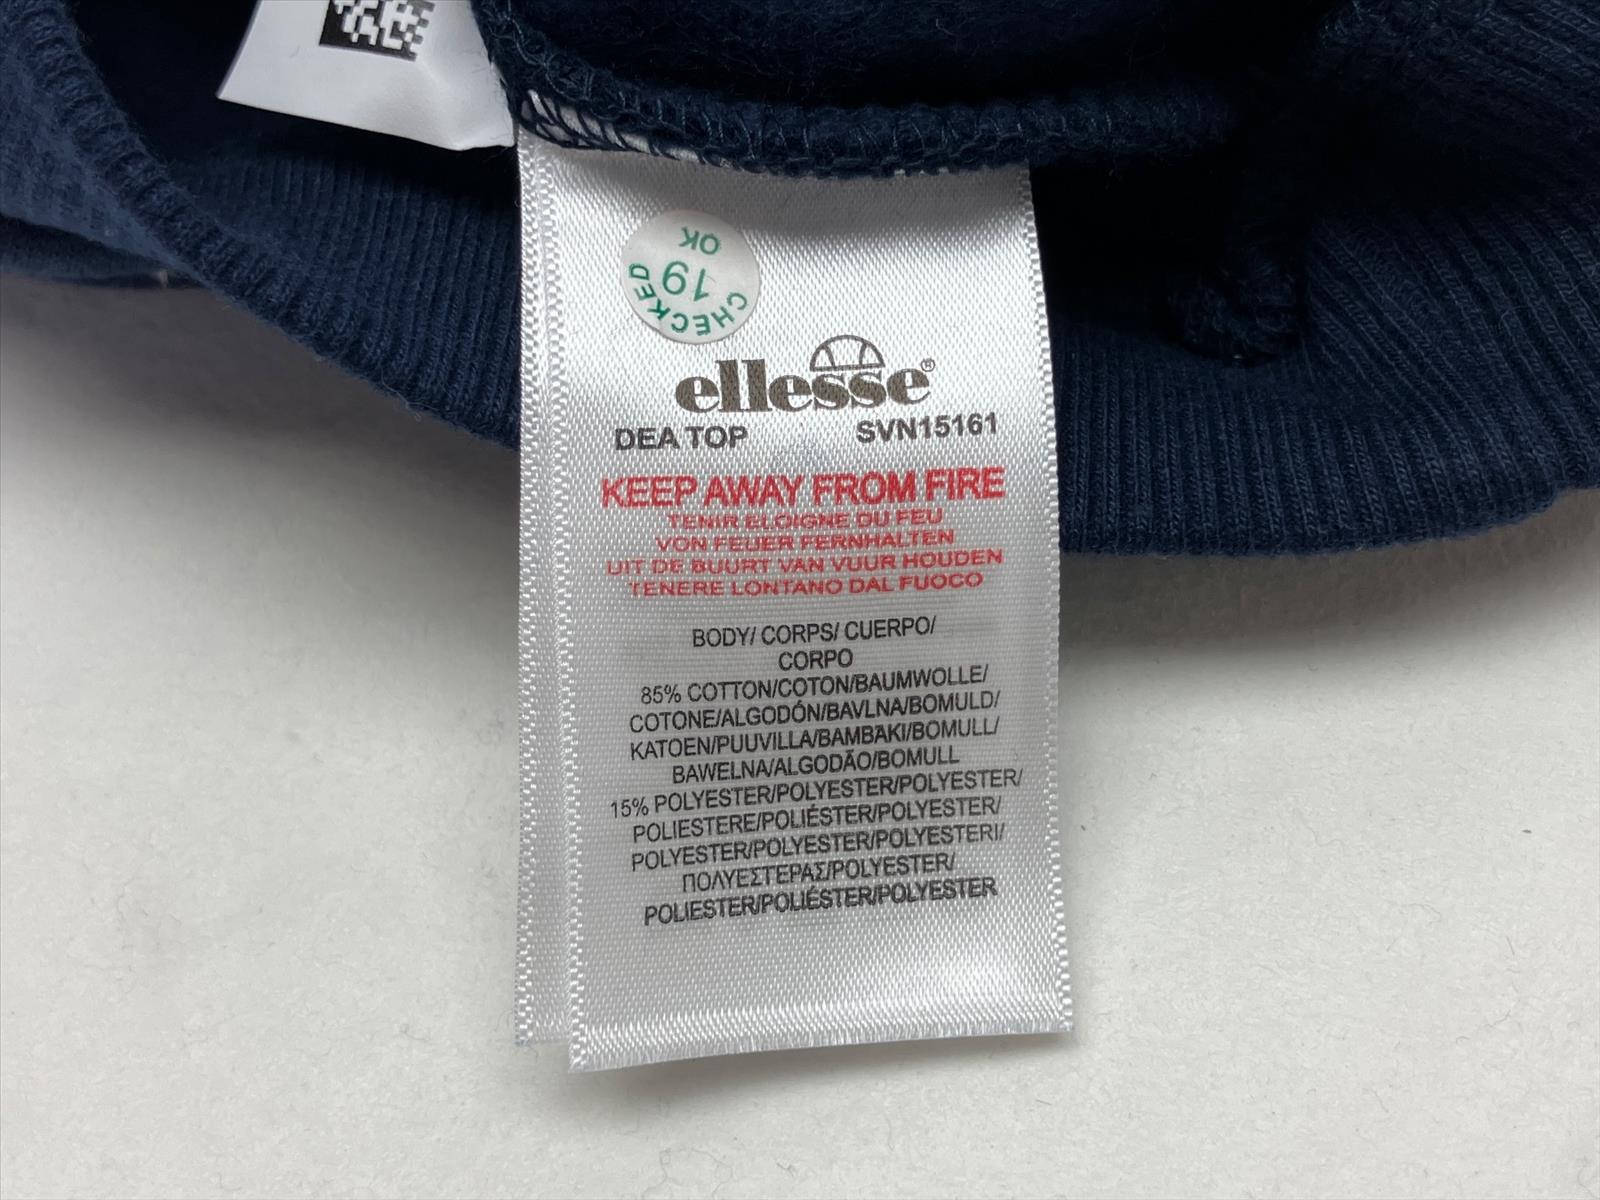 CHECKED
19
OK
ellesse®
DEA TOP SVN15161
KEEP AWAY FROM FIRE
TENIR ELOIGNE DU FEU
VON FEUER FERNHALTEN
UIT DE BUURT VAN VUUR HOUDEN
TENERE LONTANO DAL FUOCO
BODY/ CORPS/ CUERPO/
CORPO
85% COTTON/COTON/BAUMWOLLE/
COTONE/ALGODÓN/BAVLNA/BOMULD/
KATOEN/PUUVILLA/BAMBAKI/BOMULL/
BAWELNA/ALGODÃO/BOMULL
15% POLYESTER/POLYESTER/POLYESTER/
POLIESTERE/POLIÉSTER/POLYESTER/
POLYESTER/POLYESTER/POLYESTERI/
ΠΟΛΥΕΣΤΕΡΑΣ/POLYESTER/
POLIESTER/POLIÉSTER/POLYESTER